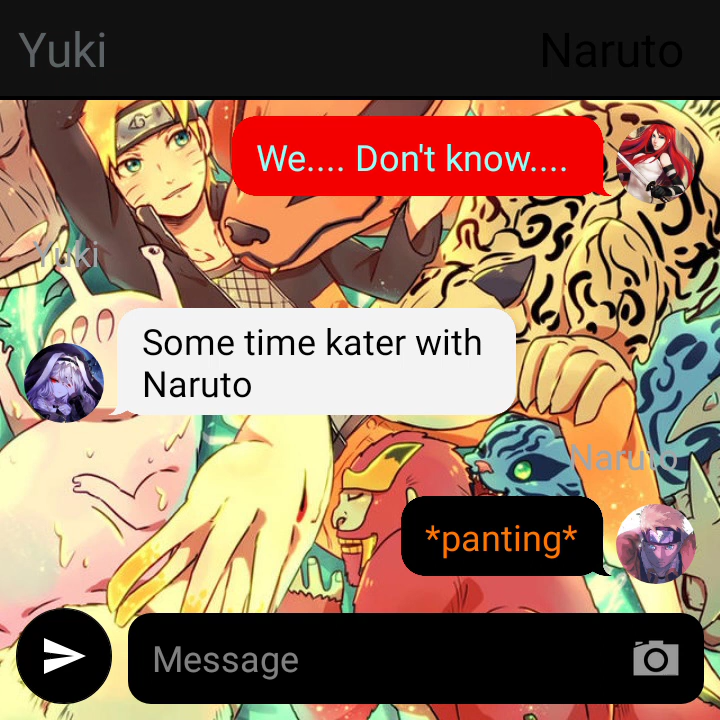 Yuki
Naruto
We.... Don't know....
Yuki
Some time kater with
Naruto
Naruto
*panting*
Message